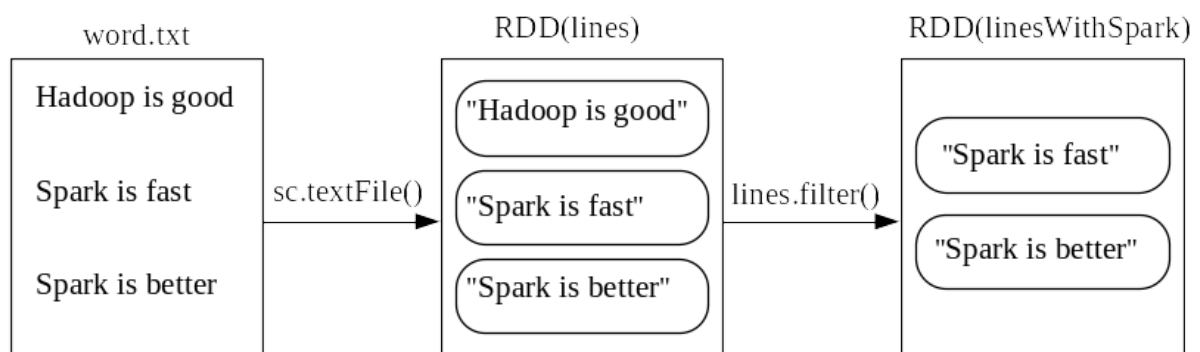 word.txt
Hadoop is good
Spark is fast
Spark is better
sc.textFile()
RDD(lines)
"Hadoop is good"
"Spark is fast"
"Spark is better"
lines.filter()
RDD(linesWithSpark)
"Spark is fast"
"Spark is better"